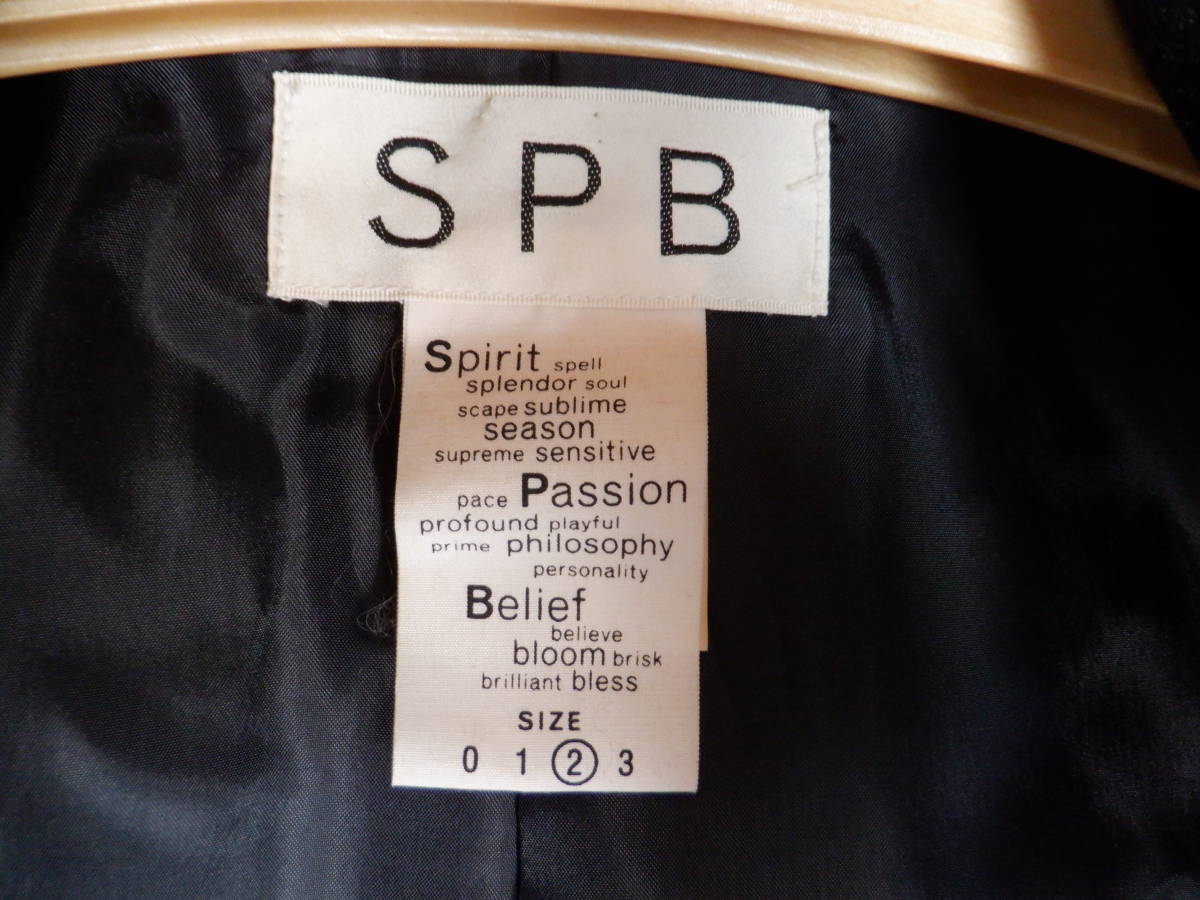 SPB
Spirit spell
splendor soul
scape sublime
season
supreme sensitive
pace Passion
profound playful
prime philosophy
personality
Belief
believe
bloom brisk
brilliant bless
SIZE
0 1 2 3